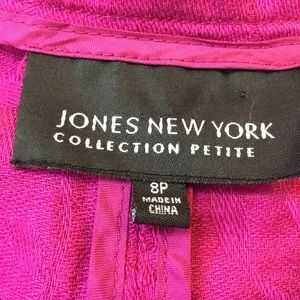 JONES NEW YORK
COLLECTION PETITE
8P
MADE IN
CHINA